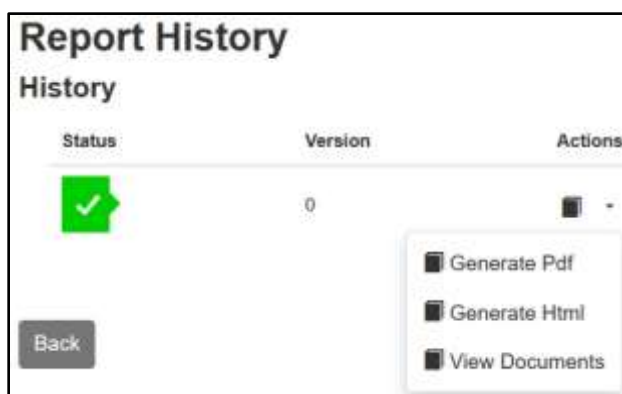 Report History
History
Status Version Actions
0
Generate Pdf
Generate Html
Back
View Documents